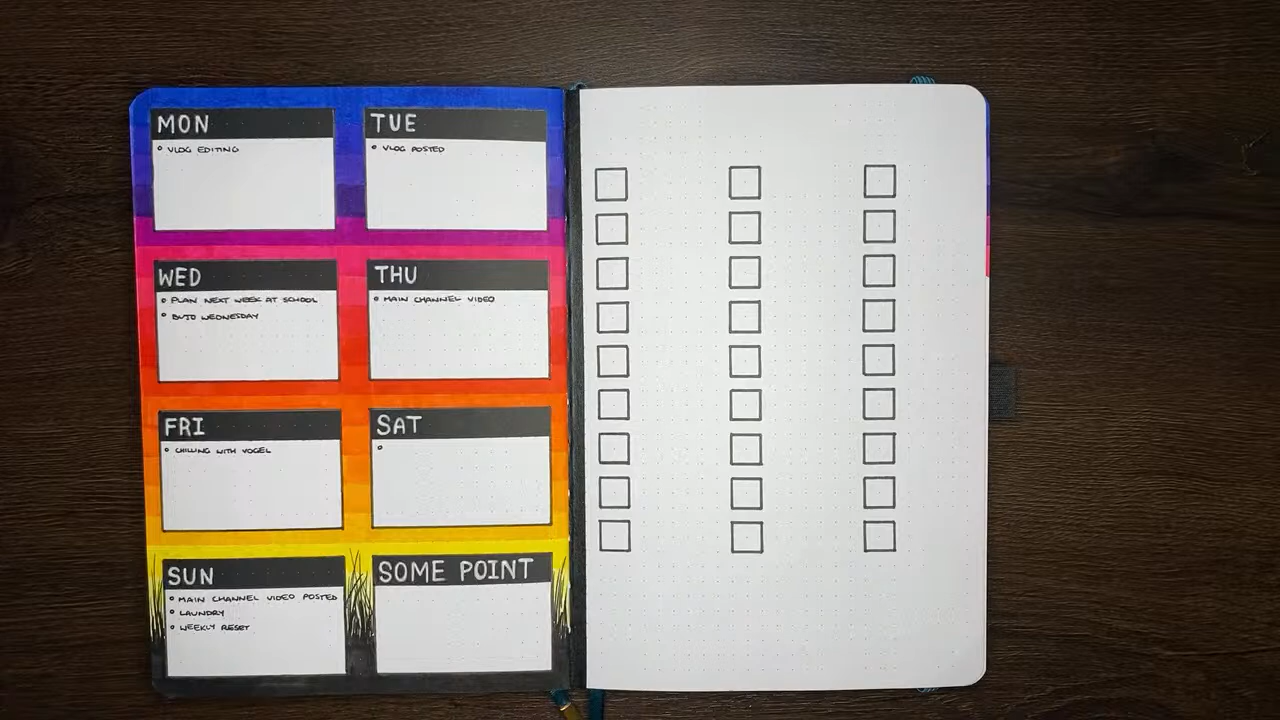 MON
VLOG EDITING
TUE
VLOG POSTED
WED
PLAN NEXT WEEK AT SCHOOL
BUJO WEDNESDAY
THU
MAIN CHANNEL VIDEO
FRI
CHILLING WITH VOGEL
SAT
SUN
MAIN CHANNEL VIDEO POSTED
LAUNDRY
WEEKLY RESET
SOME POINT